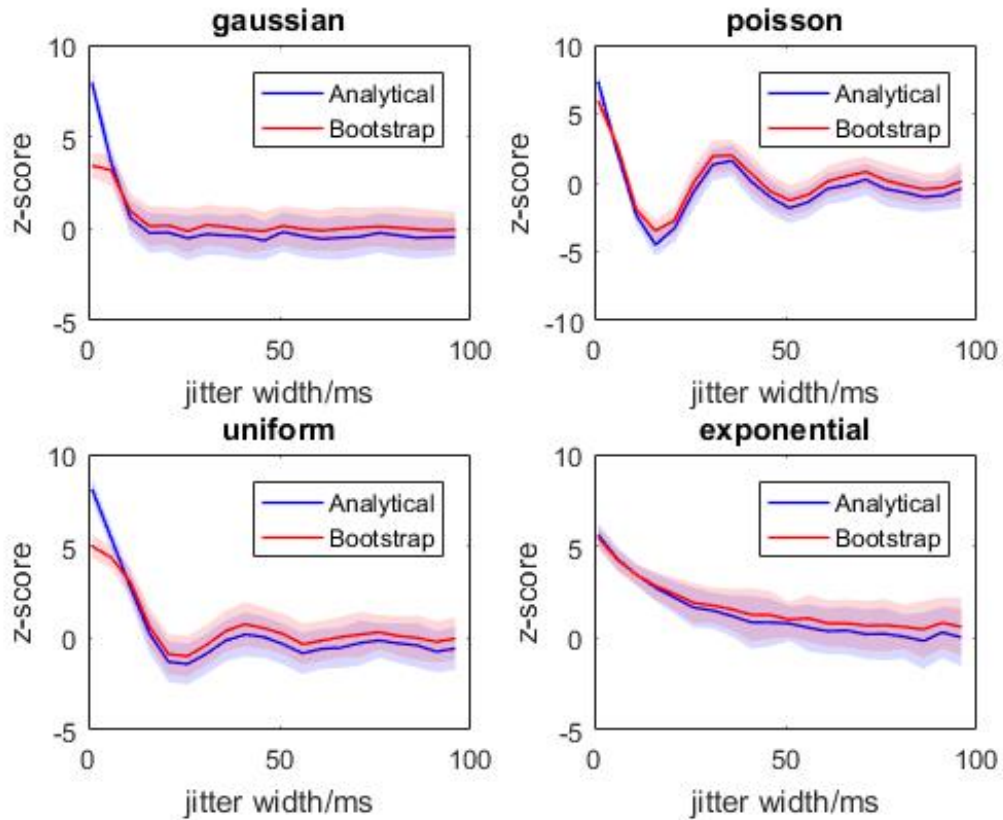 gaussian
10
5
0
-5
z-score
Analytical
Bootstrap
0
50
100
jitter width/ms
poisson
10
5
0
-5
-10
z-score
Analytical
Bootstrap
0
50
100
jitter width/ms
uniform
10
5
0
-5
z-score
Analytical
Bootstrap
0
50
100
jitter width/ms
exponential
10
5
0
-5
z-score
Analytical
Bootstrap
0
50
100
jitter width/ms